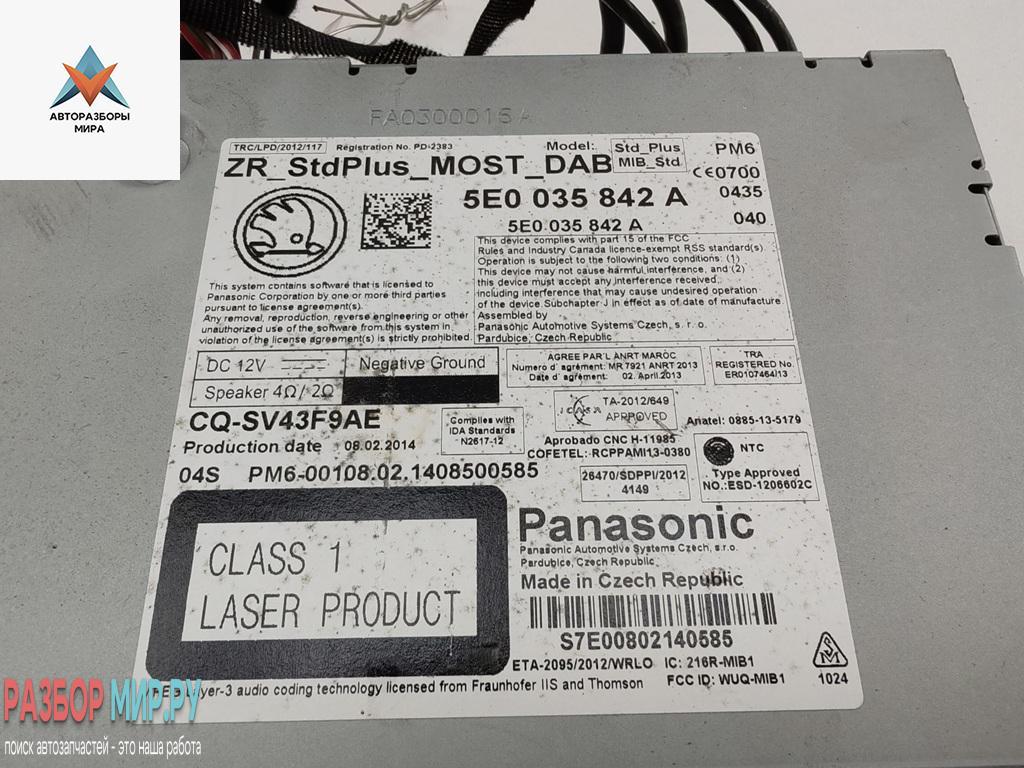 АВТОРАЗБОРЫ
МИРА
FA0300016A
TRC/LPD/2012/117
Registration No. PD-2383
Model:
Std_Plus
MIB_Std
PM6
ZR_StdPlus_MOST_DAB
CE0700
0435
040
5E0 035 842 A
5E0 035 842 A
This device complies with part 15 of the FCC
Rules and Industry Canada licence-exempt RSS standard(s).
Operation is subject to the following two conditions: (1)
This device may not cause harmful interference, and (2)
this device must accept any interference received,
including interference that may cause undesired operation
of the device.Subchapter J in effect as of date of manufacture
Assembled by
Panasonic Automotive Systems Czech, s. r. o.
Pardubice, Czech Republic
This system contains software that is licensed to
Panasonic Corporation by one or more third parties
pursuant to license agreement(s).
Any removal, reproduction, reverse engineering or other
unauthorized use of the software from this system in
violation of the license agreement(s) is strictly prohibited.
DC 12V
Negative Ground
Speaker 4Ω/ 2Ω
AGREE PAR'L ANRT MAROC
Numero d' agrément: MR 7921 ANRT 2013
Date d' agrément: 02. April.2013
TRA
REGISTERED No.
ER0107464/13
CQ-SV43F9AE
Production date 06.02.2014
Complies with
IDA Standards
N2617-12
ICASA
TA-2012/649
APPROVED
Anatel: 0885-13-5179
04S PM6-00108.02.1408500585
Aprobado CNC H-11985
COFETEL: RCPPAMI13-0380
26470/SDPPI/2012
4149
NTC
Type Approved
NO.:ESD-1206602C
CLASS 1
LASER PRODUCT
Panasonic
Panasonic Automotive Systems Czech, s.r.o.
Pardubice, Czech Republic
Made in Czech Republic
S7E00802140585
ETA-2095/2012/WRLO IC: 216R-MIB1
FCC ID: WUQ-MIB1
1024
layer-3 audio coding technology licensed from Fraunhofer IIS and Thomson
РАЗБОРМИР.РУ
поиск автозапчастей - это наша работа